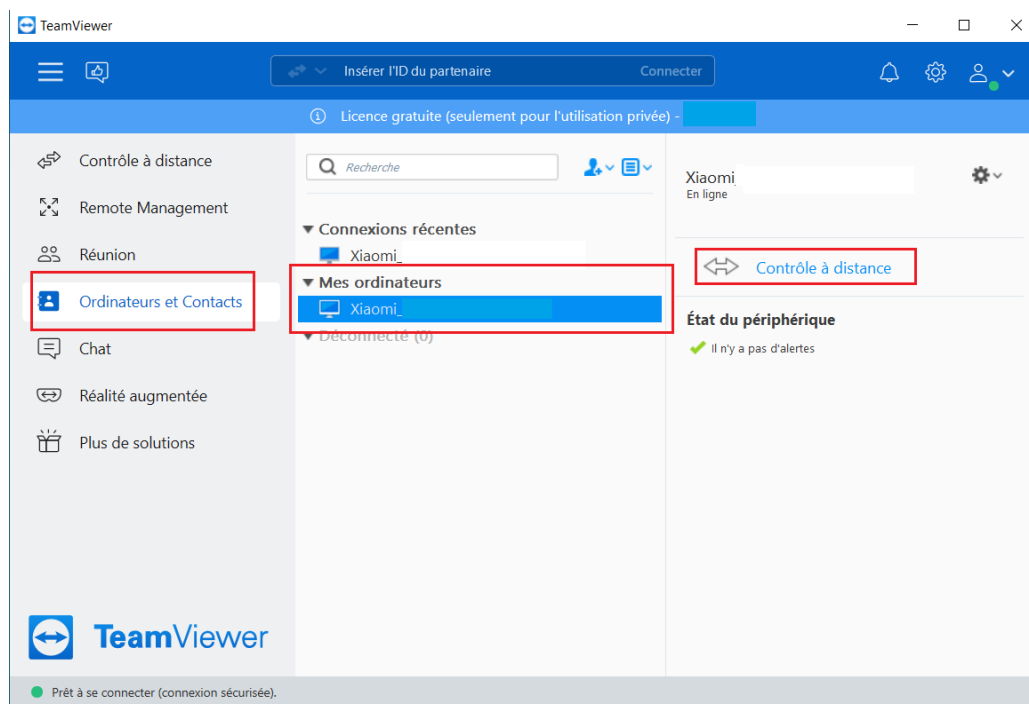 TeamViewer
Insérer l'ID du partenaire Connecter
Licence gratuite (seulement pour l'utilisation privée) -
Contrôle à distance
Remote Management
Réunion
Ordinateurs et Contacts
Chat
Réalité augmentée
Plus de solutions
TeamViewer
Recherche
Connexions récentes
Xiaomi_
Mes ordinateurs
Xiaomi_
Déconnecté (0)
Xiaomi
En ligne
Contrôle à distance
État du périphérique
Il n'y a pas d'alertes
Prêt à se connecter (connexion sécurisée).